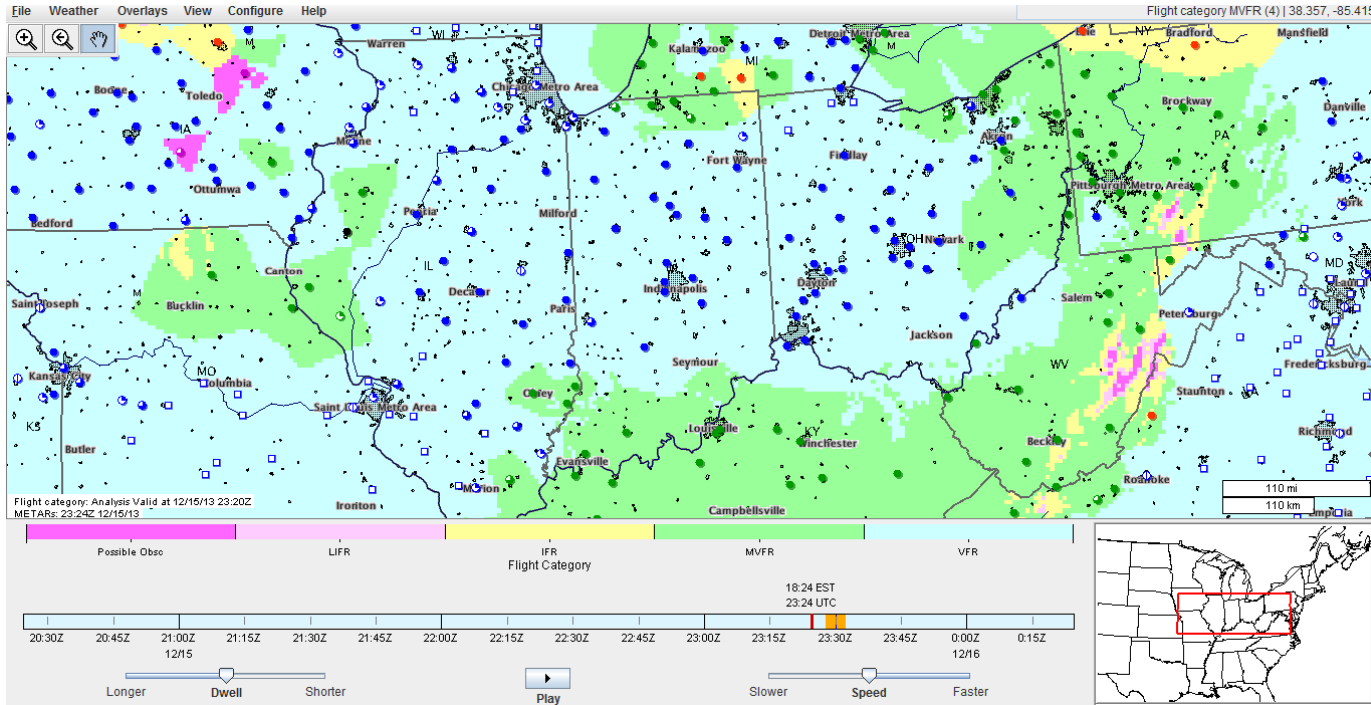 File Weather Overlays View Configure Help
Flight category MVFR (4) | 38.357, -85.415
Warren
WI
M
Kalamazoo
MI
Detroit Metro Area
M
Erie
NY
Bradford
Mansfield
Boone
Toledo
Chicago Metro Area
Brockway
Danville
IA
Moline
Akron
PA
Fort Wayne
Findlay
Ottumwa
Pittsburgh Metro Area
York
Bedford
Peoria
Milford
OH
Newark
IL
Canton
MD
Laurel
Saint Joseph
M
Bucklin
Decatur
Indianapolis
Dayton
Salem
Paris
Petersburg
Jackson
Seymour
WV
Fredericksburg
Kansas City
MO
Columbia
Olney
Staunton
VA
Saint Louis Metro Area
KS
Louisville
KY
Winchester
Beckley
Richmond
Butler
Evansville
Roanoke
Marion
Flight category: Analysis Valid at 12/15/13 23:20Z
METARs: 23:24Z 12/15/13
Ironton
Campbellsville
110 mi
110 km
Emporia
Possible Obsc LIFR IFR MVFR VFR
Flight Category
18:24 EST
23:24 UTC
20:30Z 20:45Z 21:00Z 21:15Z 21:30Z 21:45Z 22:00Z 22:15Z 22:30Z 22:45Z 23:00Z 23:15Z 23:30Z 23:45Z 0:00Z 0:15Z
12/15 12/16
Longer Dwell Shorter
Play
Slower Speed Faster